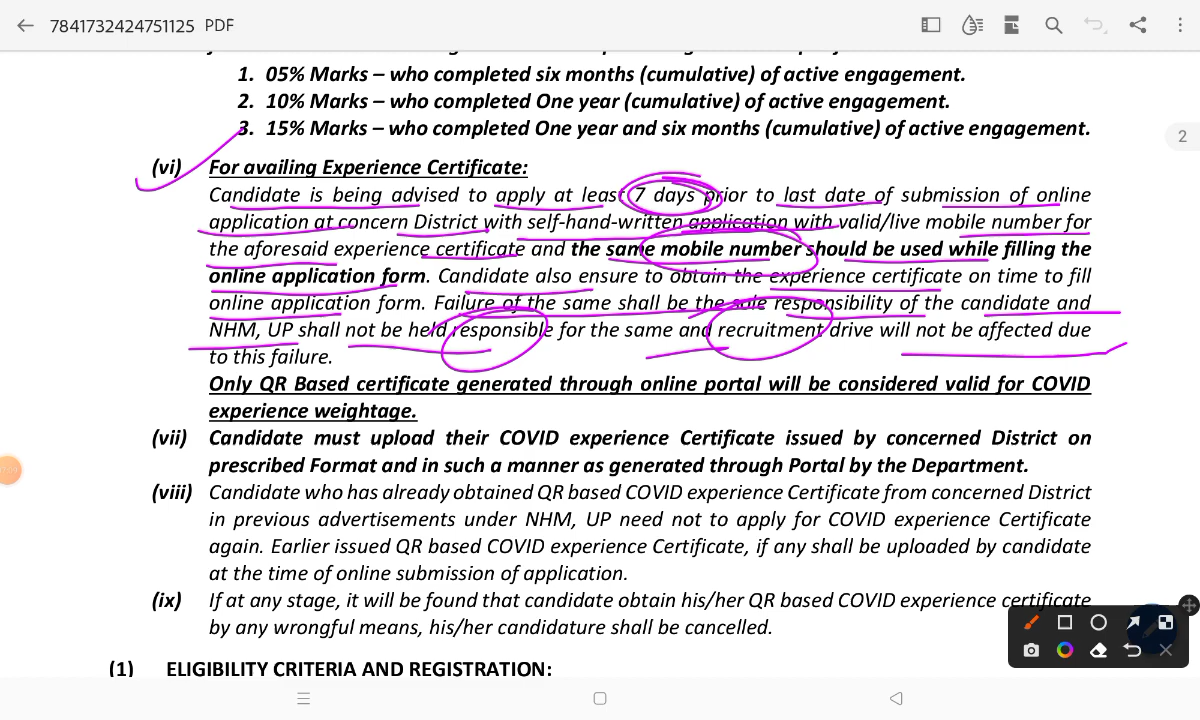 7841732424751125 PDF
1. 05% Marks – who completed six months (cumulative) of active engagement.
2. 10% Marks – who completed One year (cumulative) of active engagement.
3. 15% Marks – who completed One year and six months (cumulative) of active engagement.
2
(vi) For availing Experience Certificate:
Candidate is being advised to apply at least 7 days prior to last date of submission of online
application at concern District with self-hand-written application with valid/live mobile number for
the aforesaid experience certificate and the same mobile number should be used while filling the
online application form. Candidate also ensure to obtain the experience certificate on time to fill
online application form. Failure of the same shall be the sole responsibility of the candidate and
NHM, UP shall not be held responsible for the same and recruitment drive will not be affected due
to this failure.
Only QR Based certificate generated through online portal will be considered valid for COVID
experience weightage.
(vii) Candidate must upload their COVID experience Certificate issued by concerned District on
prescribed Format and in such a manner as generated through Portal by the Department.
(viii) Candidate who has already obtained QR based COVID experience Certificate from concerned District
in previous advertisements under NHM, UP need not to apply for COVID experience Certificate
again. Earlier issued QR based COVID experience Certificate, if any shall be uploaded by candidate
at the time of online submission of application.
(ix) If at any stage, it will be found that candidate obtain his/her QR based COVID experience certificate
by any wrongful means, his/her candidature shall be cancelled.
(1) ELIGIBILITY CRITERIA AND REGISTRATION: